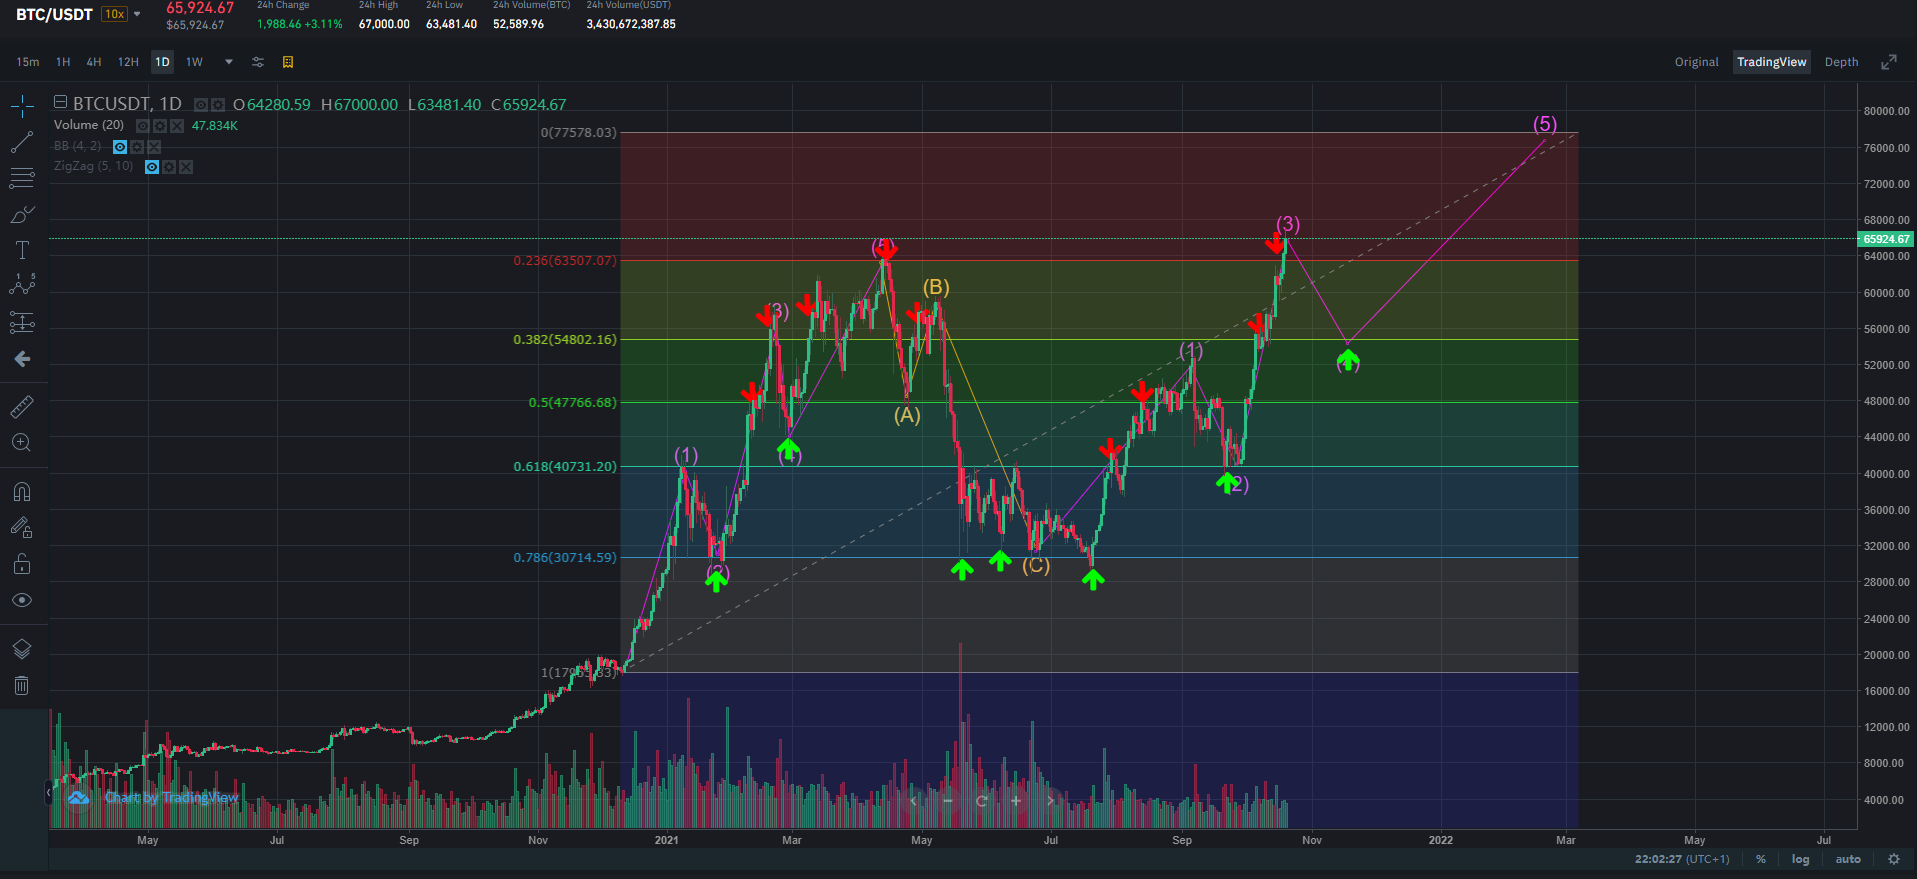 BTC/USDT 10x
65,924.67
$65,924.67
24h Change
1,988.46 +3.11%
24h High
67,000.00
24h Low
63,481.40
24h Volume(BTC)
52,589.96
24h Volume(USDT)
3,430,672,387.85
15m 1H 4H 12H 1D 1W
Original TradingView Depth
BTCUSDT, 1D O64280.59 H67000.00 L63481.40 C65924.67
Volume (20) 47.834K
BB (4, 2)
ZigZag (5, 10)
0(77578.03)
0.236(63507.07)
0.382(54802.16)
0.5(47766.68)
0.618(40731.20)
0.786(30714.59)
(1)
(3)
(A)
(B)
(C)
(1)
(3)
(5)
80000.00
76000.00
72000.00
68000.00
65924.67
64000.00
60000.00
56000.00
52000.00
48000.00
44000.00
40000.00
36000.00
32000.00
28000.00
24000.00
20000.00
16000.00
12000.00
8000.00
4000.00
Chart by TradingView
May Jul Sep Nov 2021 Mar May Jul Sep Nov 2022 Mar May Jul
22:02:27 (UTC+1) % log auto